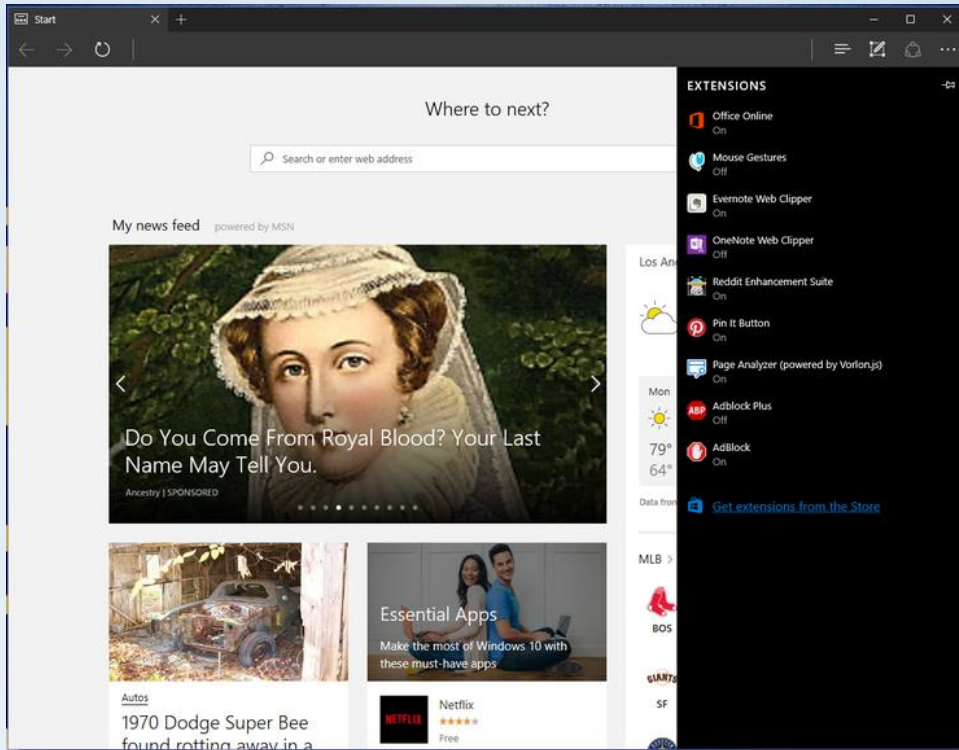 Start
Where to next?
Search or enter web address
My news feed powered by MSN
Do You Come From Royal Blood? Your Last
Name May Tell You.
Ancestry | SPONSORED
Autos
1970 Dodge Super Bee
found rotting away in a
Essential Apps
Make the most of Windows 10 with
these must-have apps
NETFLIX
Netflix
Free
Los An
Mon
79°
64°
Data from
MLB >
BOS
GIANTS
SF
EXTENSIONS
Office Online
On
Mouse Gestures
Off
Evernote Web Clipper
On
OneNote Web Clipper
Off
Reddit Enhancement Suite
On
Pin It Button
On
Page Analyzer (powered by Vorlon.js)
On
ABP
Adblock Plus
Off
AdBlock
On
Get extensions from the Store